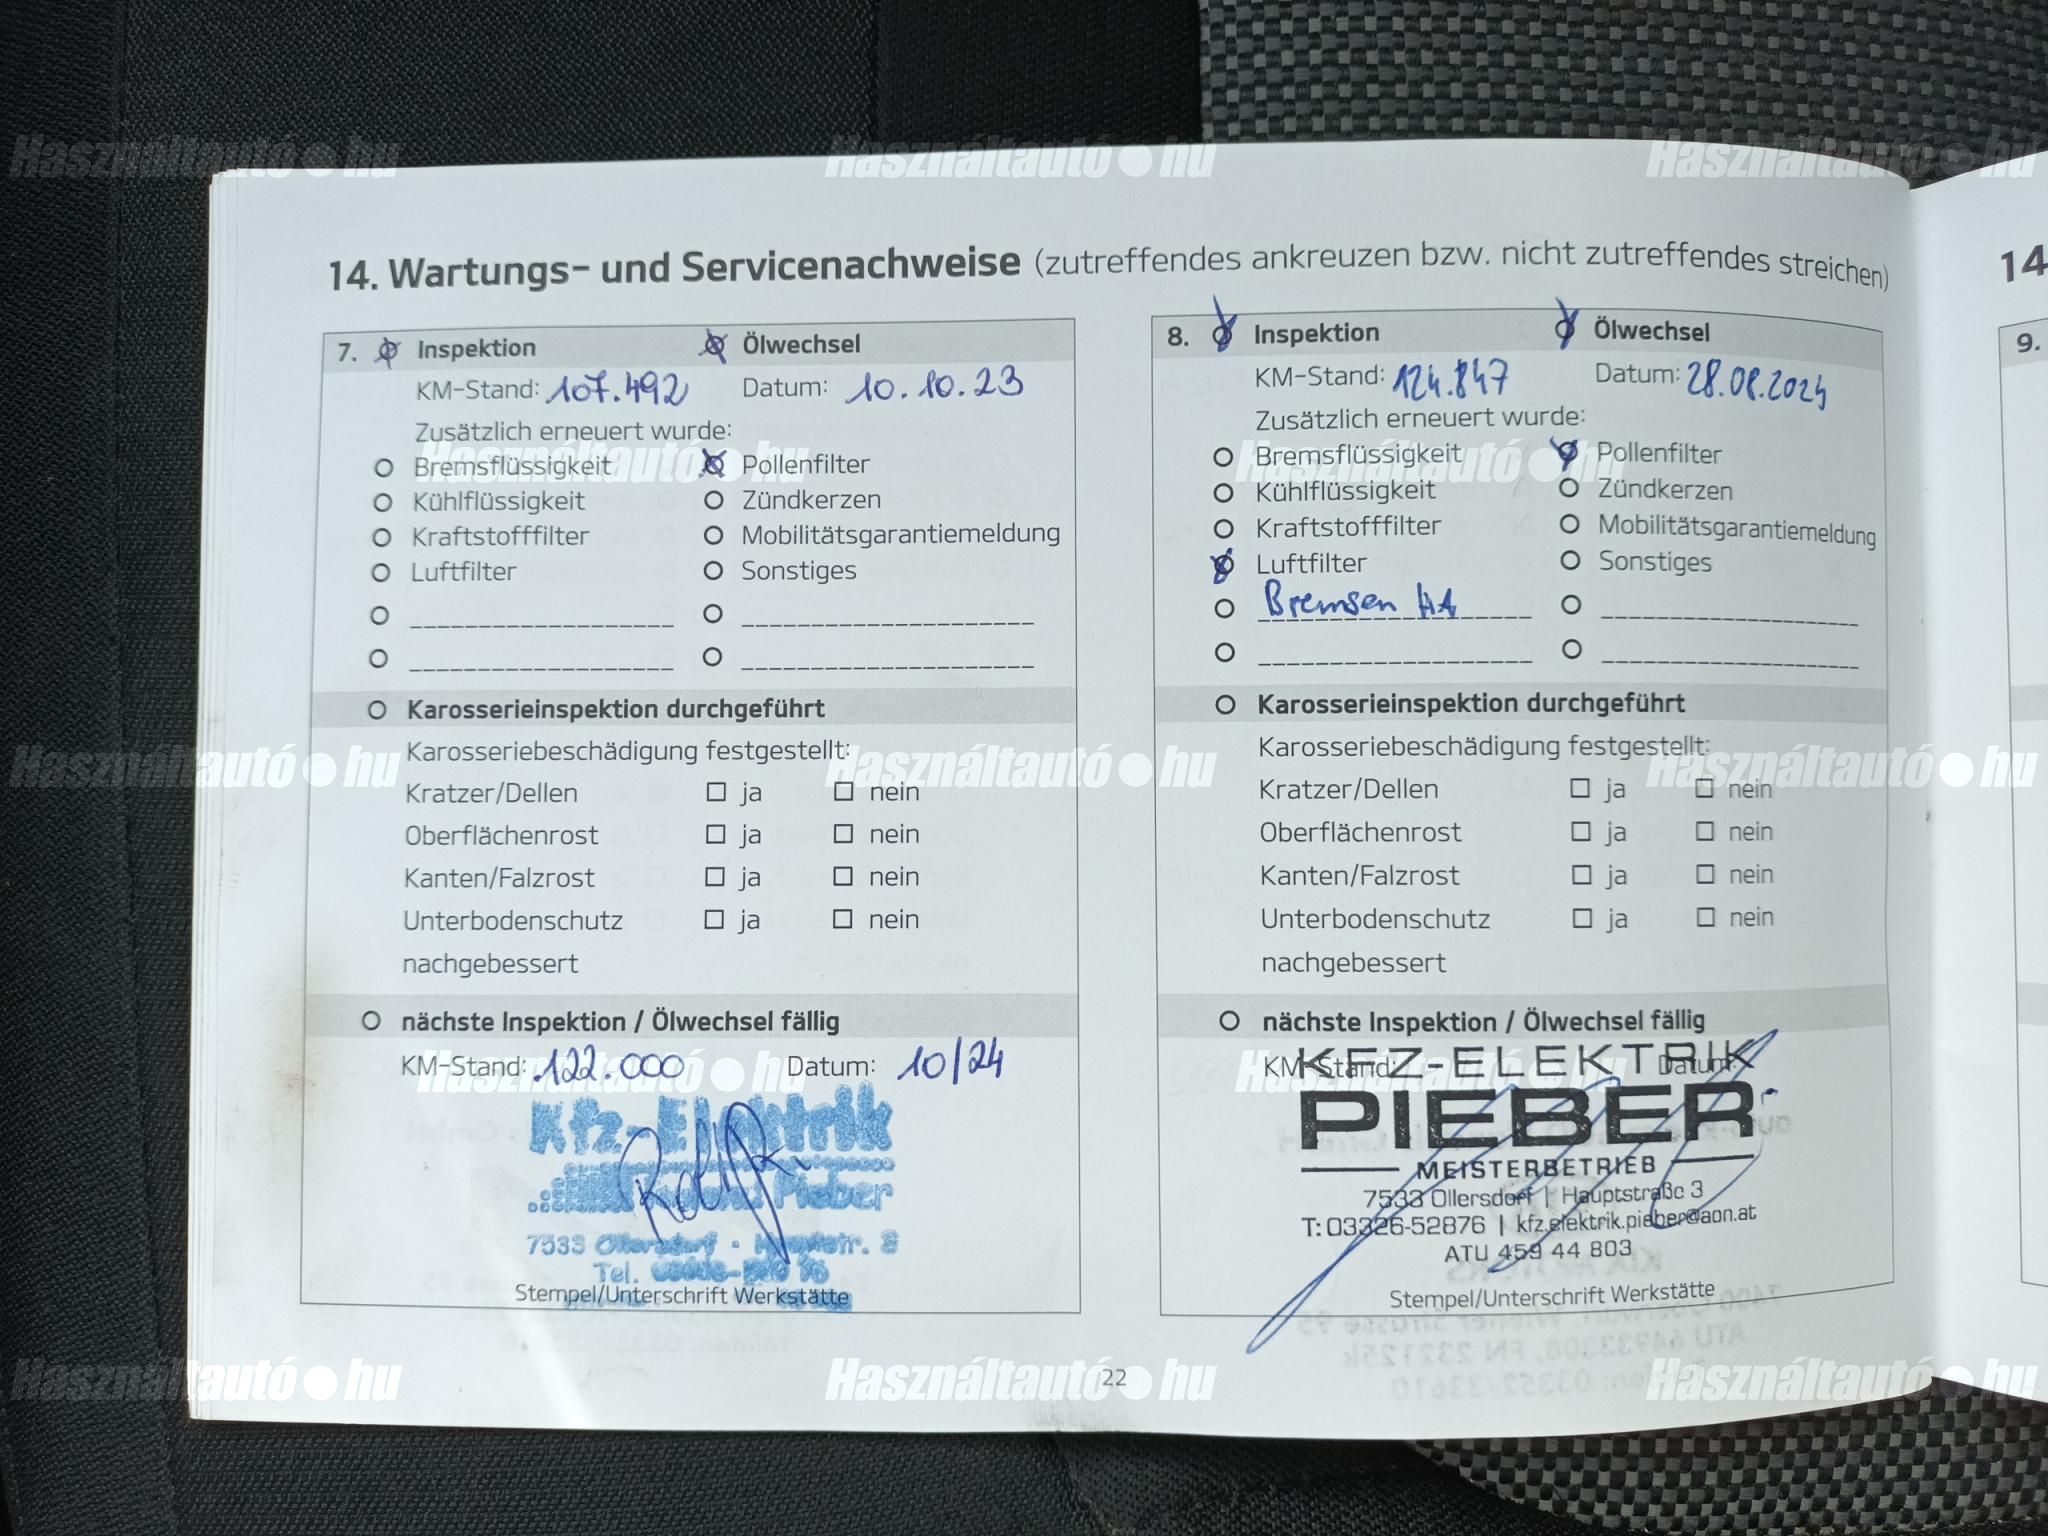 14. Wartungs- und Servicenachweise (zutreffendes ankreuzen bzw. nicht zutreffendes streichen)
7. Inspektion Ölwechsel
KM-Stand: 107.492 Datum: 10.10.23
Zusätzlich erneuert wurde:
Bremsflüssigkeit Pollenfilter
Kühlflüssigkeit Zündkerzen
Kraftstofffilter Mobilitätsgarantiemeldung
Luftfilter Sonstiges
Karosserieinspektion durchgeführt
Karosseriebeschädigung festgestellt:
Kratzer/Dellen ja nein
Oberflächenrost ja nein
Kanten/Falzrost ja nein
Unterbodenschutz ja nein
nachgebessert
nächste Inspektion / Ölwechsel fällig
KM-Stand: 122.000 Datum: 10/24
Kfz-Elektrik
Pieber
7533 Ollersdorf
Tel.
Stempel/Unterschrift Werkstätte
8. Inspektion Ölwechsel
KM-Stand: 124.847 Datum: 28.08.2024
Zusätzlich erneuert wurde:
Bremsflüssigkeit Pollenfilter
Kühlflüssigkeit Zündkerzen
Kraftstofffilter Mobilitätsgarantiemeldung
Luftfilter Sonstiges
Bremsen HA
Karosserieinspektion durchgeführt
Karosseriebeschädigung festgestellt:
Kratzer/Dellen ja nein
Oberflächenrost ja nein
Kanten/Falzrost ja nein
Unterbodenschutz ja nein
nachgebessert
nächste Inspektion / Ölwechsel fällig
KM-Stand: Datum:
KFZ-ELEKTRIK
PIEBER
MEISTERBETRIEB
7533 Ollersdorf | Hauptstraße 3
T: 03326-52876 | kfz.elektrik.pieber@aon.at
ATU 459 44 803
Stempel/Unterschrift Werkstätte
22
14
9.
Használtautó.hu